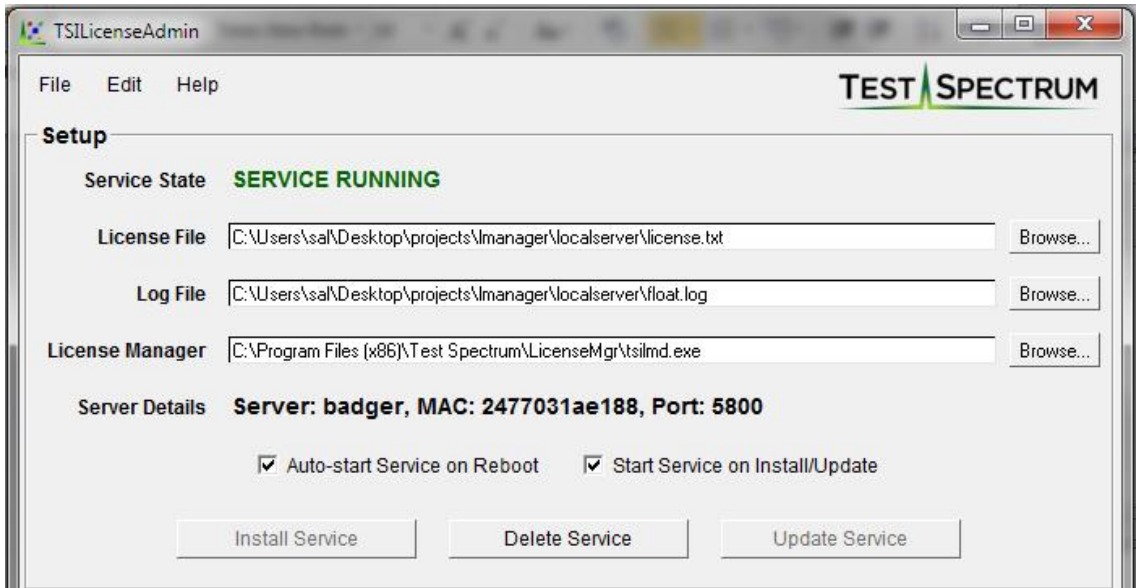 TSILicenseAdmin
File Edit Help
TEST SPECTRUM
Setup
Service State SERVICE RUNNING
License File C:\Users\sal\Desktop\projects\lmanager\localserver\license.txt Browse...
Log File C:\Users\sal\Desktop\projects\lmanager\localserver\float.log Browse...
License Manager C:\Program Files (x86)\Test Spectrum\LicenseMgr\tsilmd.exe Browse...
Server Details Server: badger, MAC: 2477031ae188, Port: 5800
Auto-start Service on Reboot Start Service on Install/Update
Install Service Delete Service Update Service